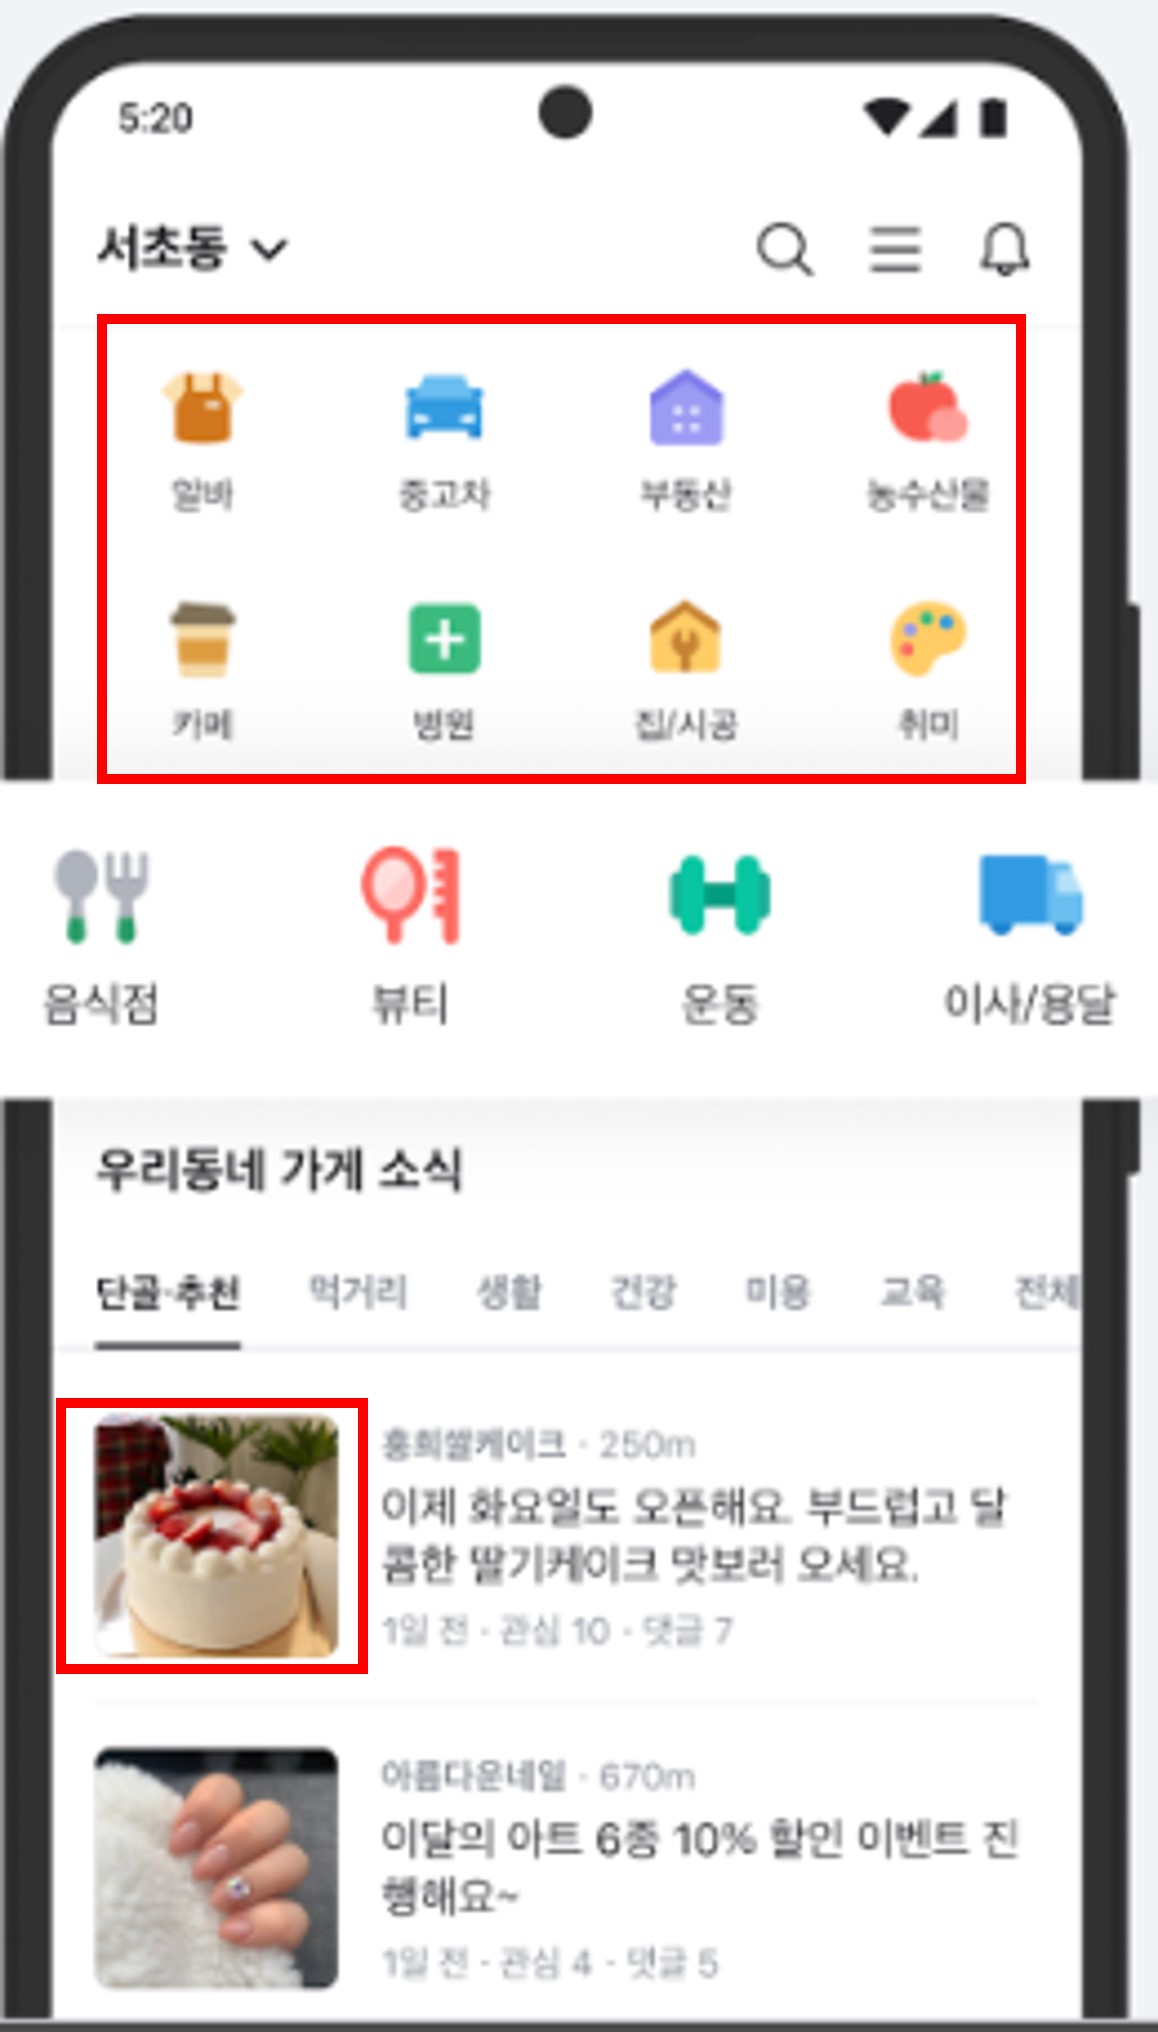 5:20
서초동
알바 중고차 부동산 농수산물
카페 병원 집/시공 취미
음식점 뷰티 운동 이사/용달
우리동네 가게 소식
단골·추천 먹거리 생활 건강 미용 교육 전체
흥희쌀케이크 · 250m
이제 화요일도 오픈해요. 부드럽고 달
콤한 딸기케이크 맛보러 오세요.
1일 전 · 관심 10 · 댓글 7
아름다운네일 · 670m
이달의 아트 6종 10% 할인 이벤트 진
행해요~
1일 전 · 관심 4 · 댓글 5